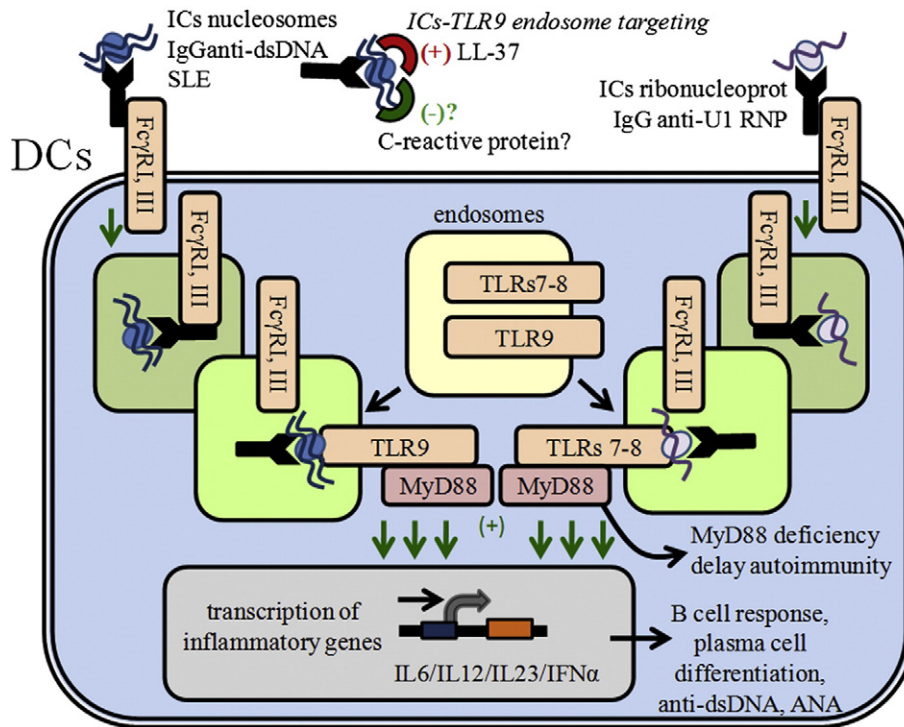 ICs nucleosomes
IgGanti-dsDNA
SLE
ICs-TLR9 endosome targeting
(+) LL-37
(-)?
C-reactive protein?
ICs ribonucleoprot
IgG anti-U1 RNP
DCs
FcγRI, III
FcγRI, III
FcγRI, III
endosomes
TLRs7-8
TLR9
FcγRI, III
FcγRI, III
FcγRI, III
TLR9
TLRs 7-8
MyD88
MyD88
(+)
MyD88 deficiency
delay autoimmunity
transcription of
inflammatory genes
IL6/IL12/IL23/IFNα
B cell response,
plasma cell
differentiation,
anti-dsDNA, ANA